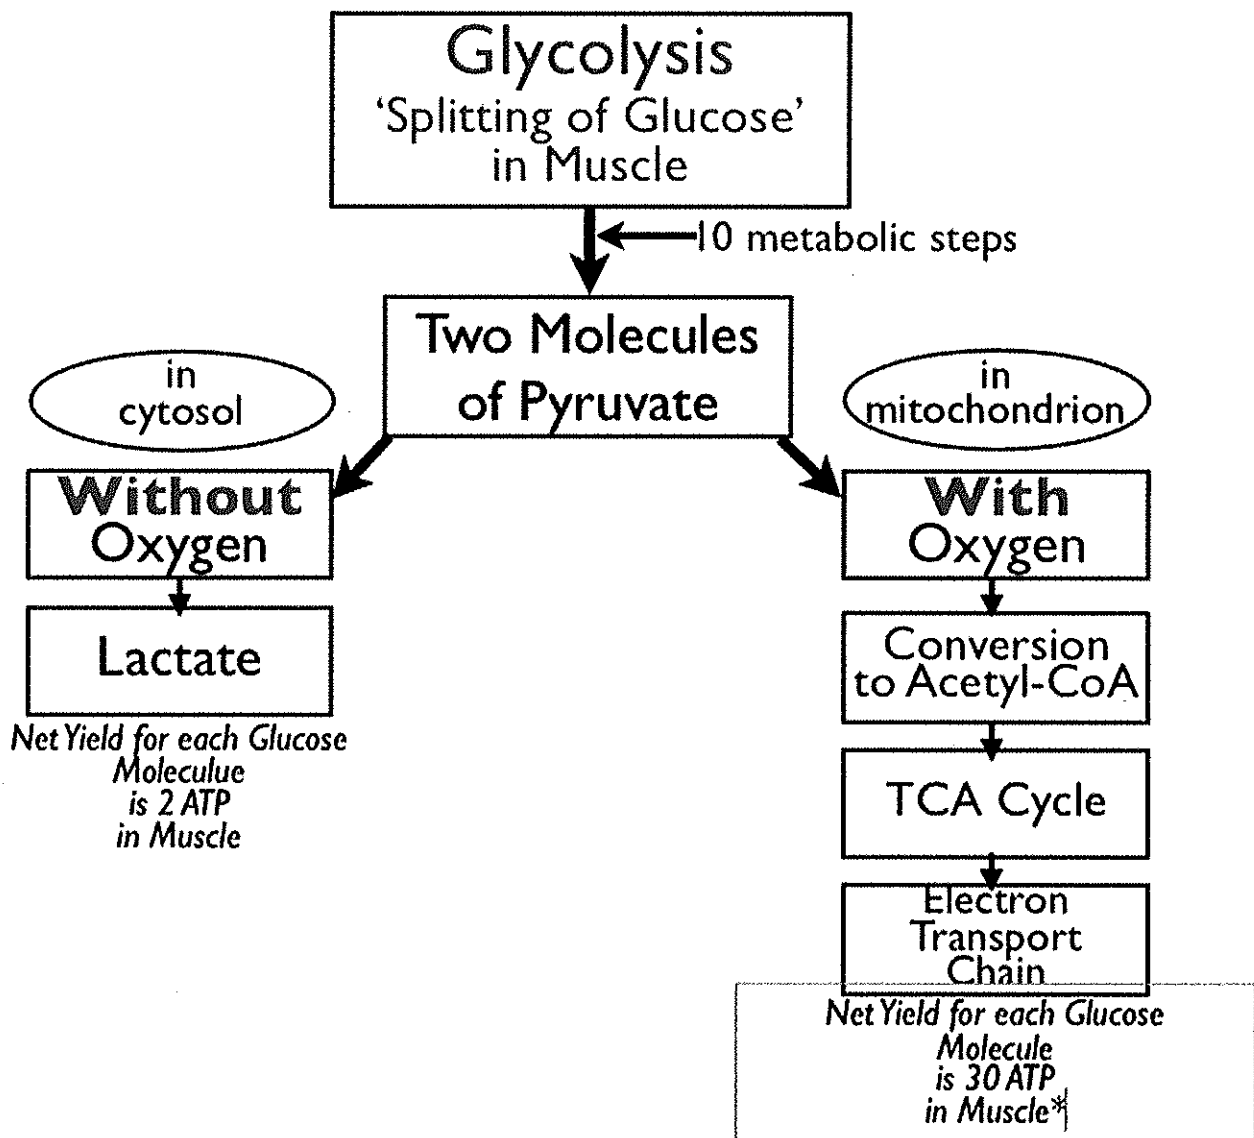 Glycolysis
'Splitting of Glucose'
in Muscle
10 metabolic steps
Two Molecules
of Pyruvate
in
cytosol
Without
Oxygen
Lactate
Net Yield for each Glucose
Moleculue
is 2 ATP
in Muscle
in
mitochondrion
With
Oxygen
Conversion
to Acetyl-CoA
TCA Cycle
Electron
Transport
Chain
Net Yield for each Glucose
Molecule
is 30 ATP
in Muscle*